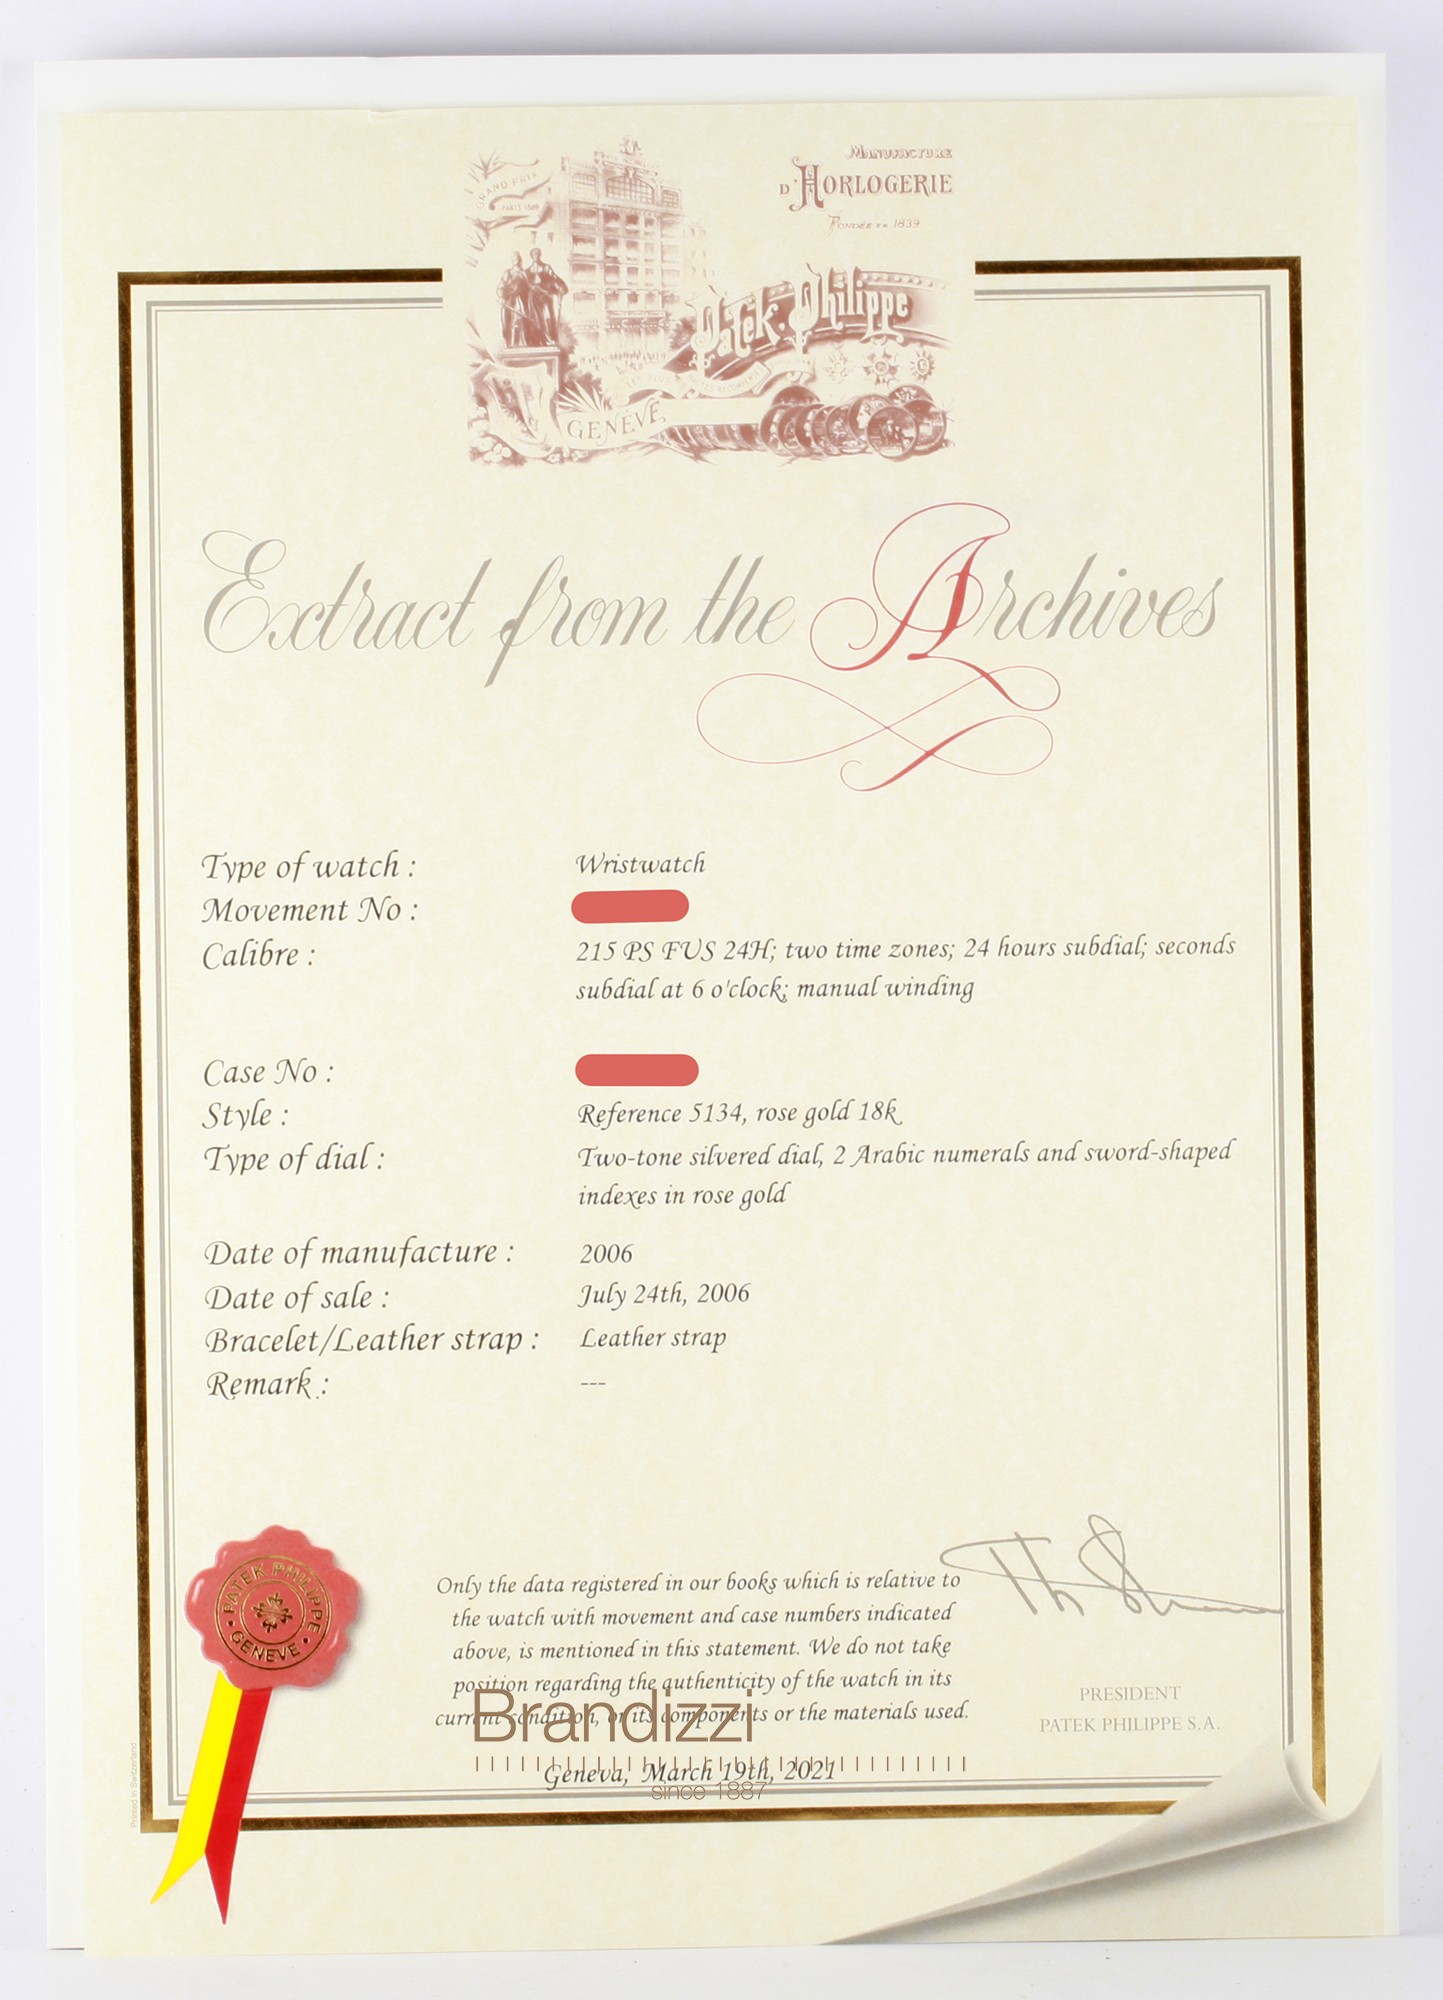 GRAND PRIX
PARIS 1889
MANUFACTURE
D'HORLOGERIE
FONDÉE EN 1839
Patek. Philippe
GENÈVE
Extract from the Archives
Type of watch : Wristwatch
Movement No :
Calibre : 215 PS FUS 24H; two time zones; 24 hours subdial; seconds
subdial at 6 o'clock; manual winding
Case No :
Style : Reference 5134, rose gold 18k
Type of dial : Two-tone silvered dial, 2 Arabic numerals and sword-shaped
indexes in rose gold
Date of manufacture : 2006
Date of sale : July 24th, 2006
Bracelet/Leather strap : Leather strap
Remark : ---
PATEK PHILIPPE
GENEVE
Only the data registered in our books which is relative to
the watch with movement and case numbers indicated
above, is mentioned in this statement. We do not take
position regarding the authenticity of the watch in its
current condition, or its components or the materials used.
Geneva, March 19th, 2021
PRESIDENT
PATEK PHILIPPE S.A.
Brandizzi
since 1887
Printed in Switzerland